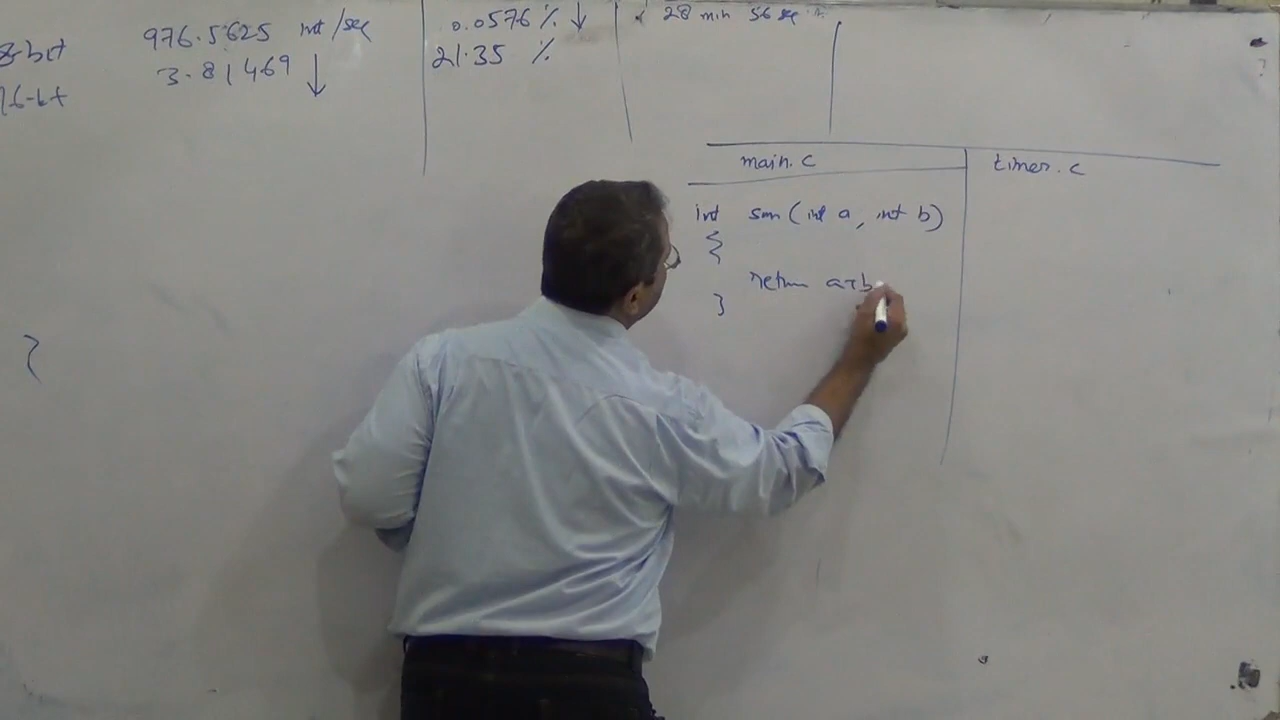 8-bit 976.5625 int/sec 0.0576 % ↓ 28 min 56 sec
16-bt 3.81469 ↓ 21.35 %
main.c timer.c
int sum (int a, int b)
{
return a+b
}